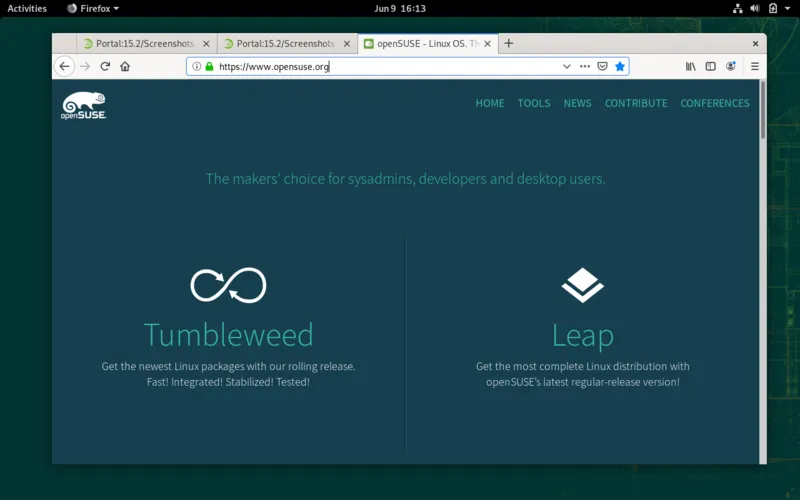 Activities Firefox Jun 9 16:13
Portal:15.2/Screenshots Portal:15.2/Screenshots openSUSE - Linux OS. Th
https://www.opensuse.org
openSUSE
HOME TOOLS NEWS CONTRIBUTE CONFERENCES
The makers' choice for sysadmins, developers and desktop users.
Tumbleweed
Get the newest Linux packages with our rolling release.
Fast! Integrated! Stabilized! Tested!
Leap
Get the most complete Linux distribution with
openSUSE's latest regular-release version!